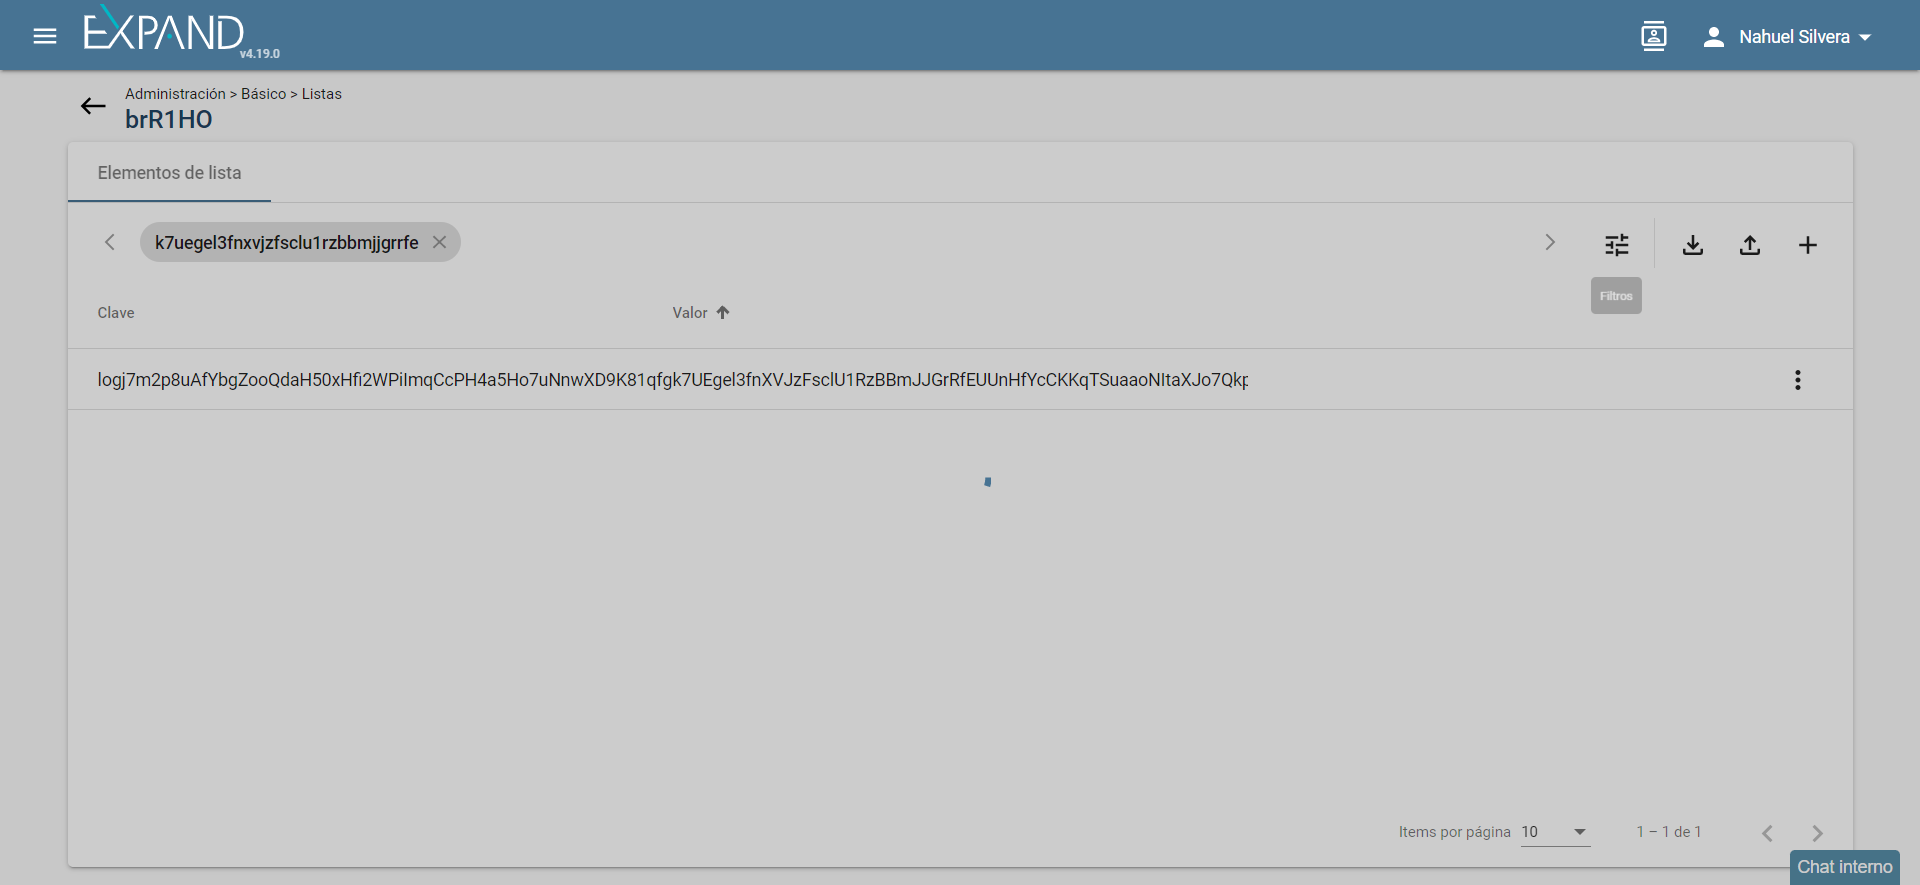 EXPAND
v4.19.0
Nahuel Silvera
Administración > Básico > Listas
brR1HO
Elementos de lista
k7uegel3fnxvjzfsclu1rzbbmjjgrrfe
Filtros
Clave Valor
logj7m2p8uAfYbgZooQdaH50xHfi2WPiImqCcPH4a5Ho7uNnwXD9K81qfgk7UEgel3fnXVJzFsclU1RzBBmJJGrRfEUUnHfYcCKKqTSuaaoNItaXJo7Qkp
Items por página 10 1 – 1 de 1
Chat interno